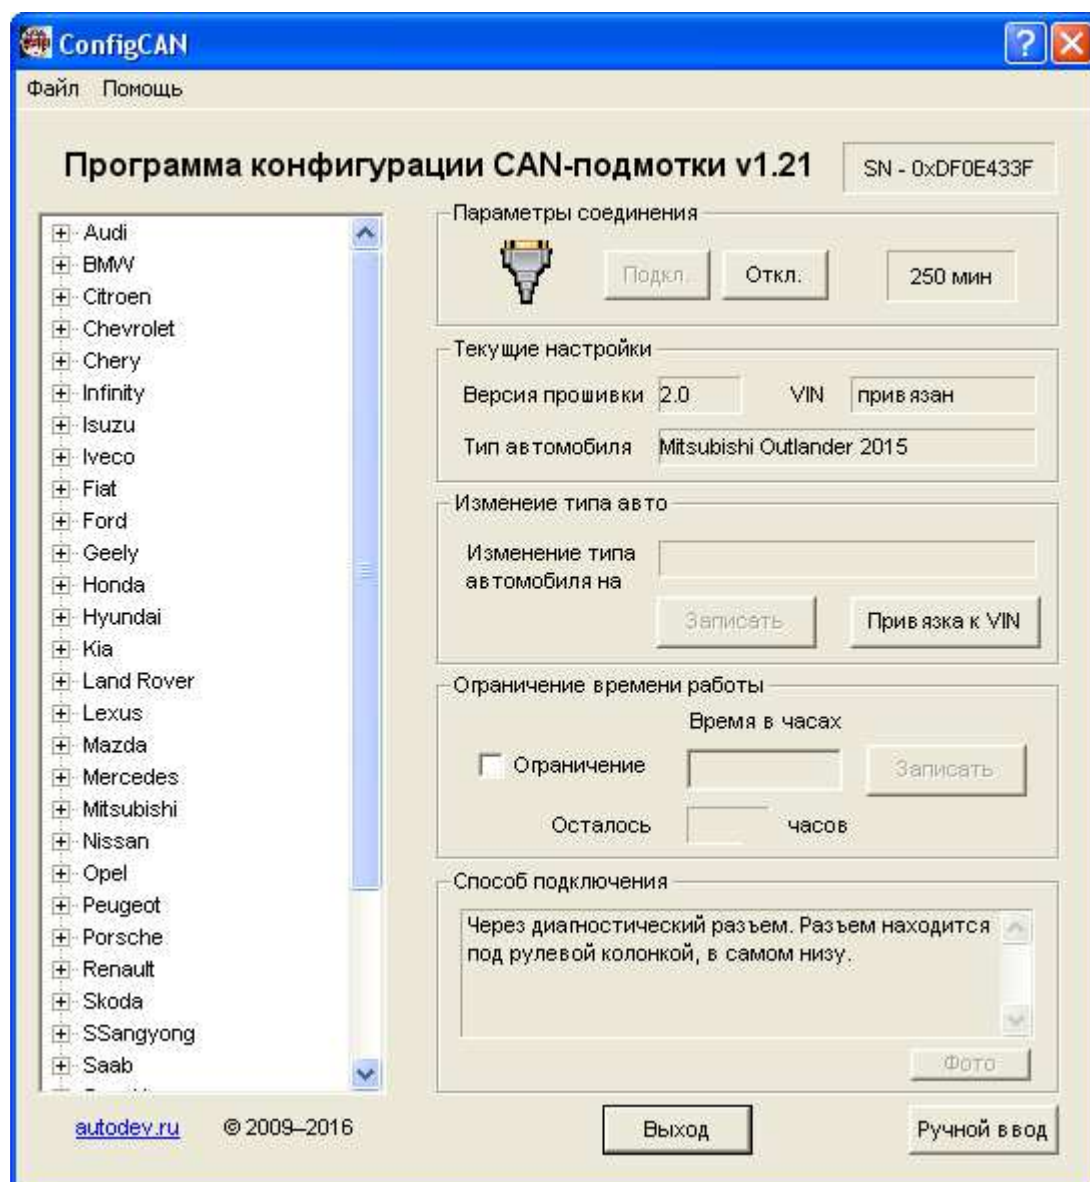 ConfigCAN
Файл Помощь
Программа конфигурации CAN-подмотки v1.21
SN - 0xDF0E433F
Audi
BMW
Citroen
Chevrolet
Chery
Infinity
Isuzu
Iveco
Fiat
Ford
Geely
Honda
Hyundai
Kia
Land Rover
Lexus
Mazda
Mercedes
Mitsubishi
Nissan
Opel
Peugeot
Porsche
Renault
Skoda
SSangyong
Saab
Параметры соединения
Подкл. Откл. 250 мин
Текущие настройки
Версия прошивки 2.0 VIN привязан
Тип автомобиля Mitsubishi Outlander 2015
Изменеие типа авто
Изменение типа
автомобиля на
Записать Привязка к VIN
Ограничение времени работы
Время в часах
Ограничение Записать
Осталось часов
Способ подключения
Через диагностический разъем. Разъем находится
под рулевой колонкой, в самом низу.
Фото
autodev.ru © 2009–2016 Выход Ручной ввод